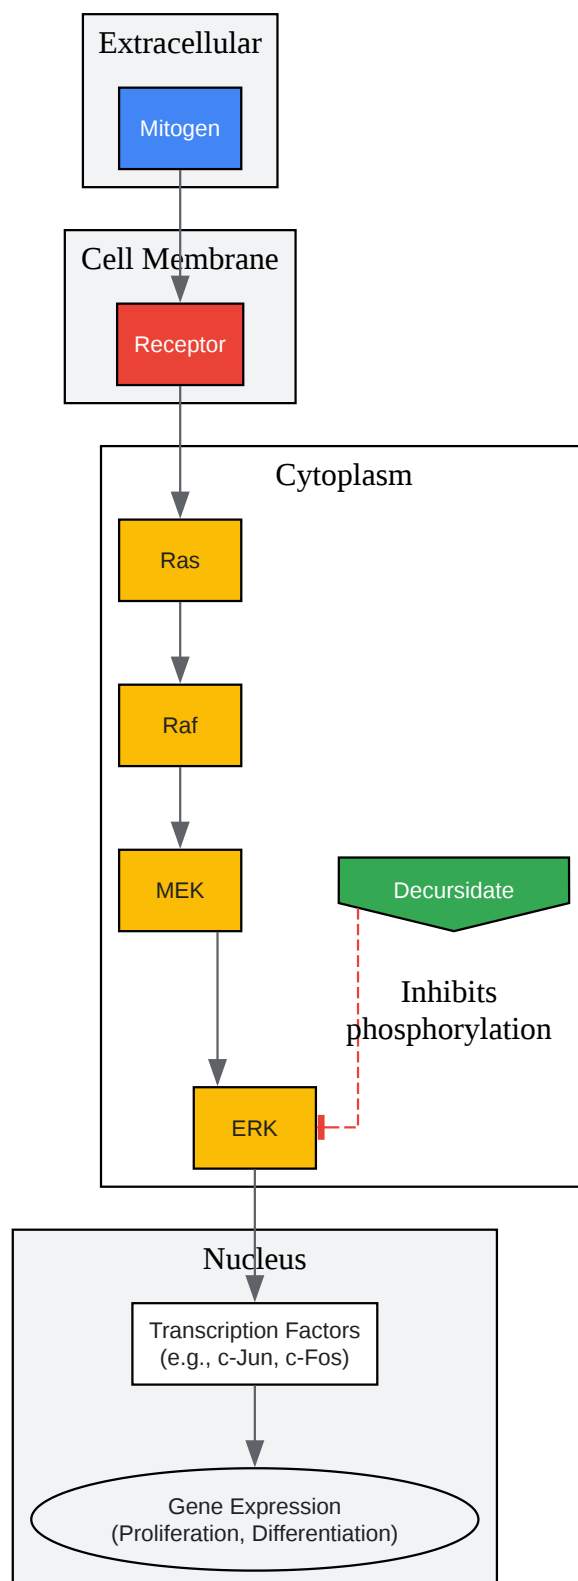 Extracellular
Mitogen
Cell Membrane
Receptor
Cytoplasm
Ras
Raf
MEK
Decursidate
Inhibits
phosphorylation
ERK
Nucleus
Transcription Factors
(e.g., c-Jun, c-Fos)
Gene Expression
(Proliferation, Differentiation)